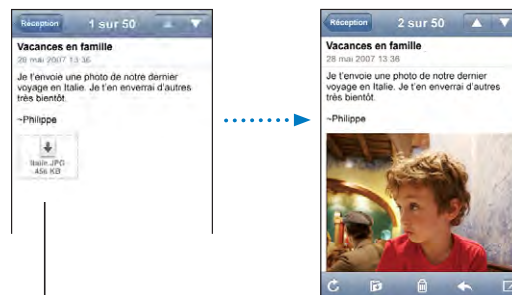 Réception 1 sur 50
Vacances en famille
28 mai 2007 13:36
Je t'envoie une photo de notre dernier
voyage en Italie. Je t'en enverrai d'autres
très bientôt.
~Philippe
Italie.JPG
456 KB
Réception 2 sur 50
Vacances en famille
28 mai 2007 13:36
Je t'envoie une photo de notre dernier
voyage en Italie. Je t'en enverrai d'autres
très bientôt.
~Philippe